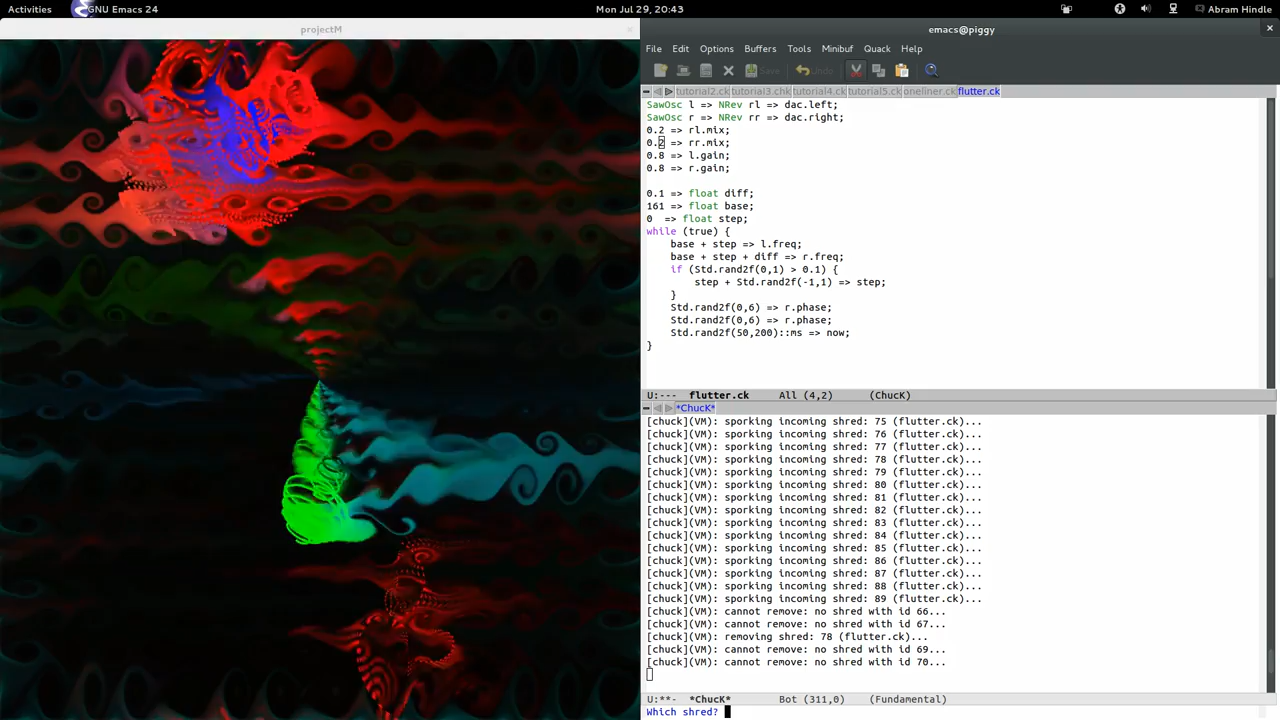 Activities GNU Emacs 24 Mon Jul 29, 20:43 Abram Hindle
projectM
emacs@piggy
File Edit Options Buffers Tools Minibuf Quack Help
Save Undo
tutorial2.ck tutorial3.chk tutorial4.ck tutorial5.ck oneliner.ck flutter.ck
SawOsc l => NRev rl => dac.left;
SawOsc r => NRev rr => dac.right;
0.2 => rl.mix;
0.2 => rr.mix;
0.8 => l.gain;
0.8 => r.gain;
0.1 => float diff;
161 => float base;
0  => float step;
while (true) {
    base + step => l.freq;
    base + step + diff => r.freq;
    if (Std.rand2f(0,1) > 0.1) {
        step + Std.rand2f(-1,1) => step;
    }
    Std.rand2f(0,6) => r.phase;
    Std.rand2f(0,6) => r.phase;
    Std.rand2f(50,200)::ms => now;
}
U:--- flutter.ck All (4,2) (ChucK)
*ChucK*
[chuck](VM): sporking incoming shred: 75 (flutter.ck)...
[chuck](VM): sporking incoming shred: 76 (flutter.ck)...
[chuck](VM): sporking incoming shred: 77 (flutter.ck)...
[chuck](VM): sporking incoming shred: 78 (flutter.ck)...
[chuck](VM): sporking incoming shred: 79 (flutter.ck)...
[chuck](VM): sporking incoming shred: 80 (flutter.ck)...
[chuck](VM): sporking incoming shred: 81 (flutter.ck)...
[chuck](VM): sporking incoming shred: 82 (flutter.ck)...
[chuck](VM): sporking incoming shred: 83 (flutter.ck)...
[chuck](VM): sporking incoming shred: 84 (flutter.ck)...
[chuck](VM): sporking incoming shred: 85 (flutter.ck)...
[chuck](VM): sporking incoming shred: 86 (flutter.ck)...
[chuck](VM): sporking incoming shred: 87 (flutter.ck)...
[chuck](VM): sporking incoming shred: 88 (flutter.ck)...
[chuck](VM): sporking incoming shred: 89 (flutter.ck)...
[chuck](VM): cannot remove: no shred with id 66...
[chuck](VM): cannot remove: no shred with id 67...
[chuck](VM): removing shred: 78 (flutter.ck)...
[chuck](VM): cannot remove: no shred with id 69...
[chuck](VM): cannot remove: no shred with id 70...
U:**- *ChucK* Bot (311,0) (Fundamental)
Which shred?